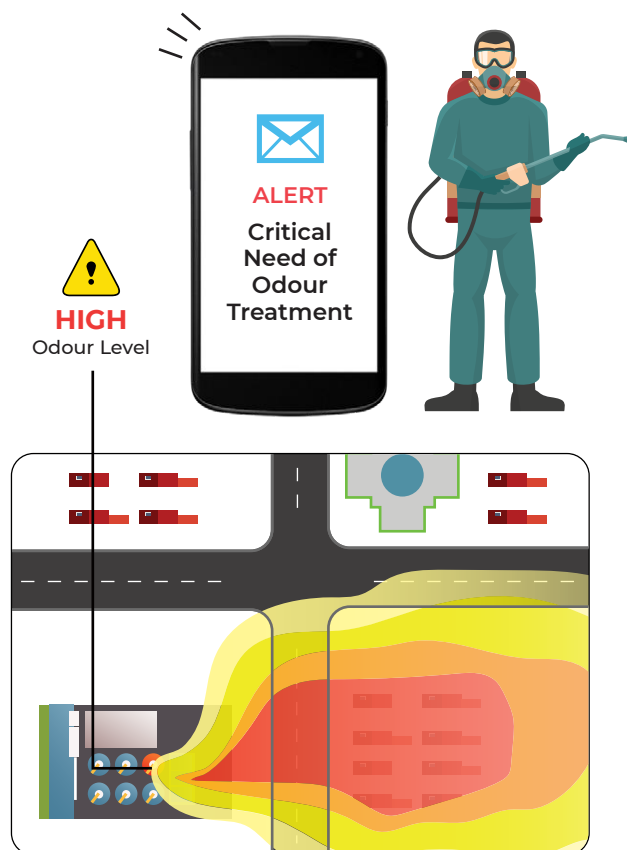 ALERT
Critical
Need of
Odour
Treatment
HIGH
Odour Level